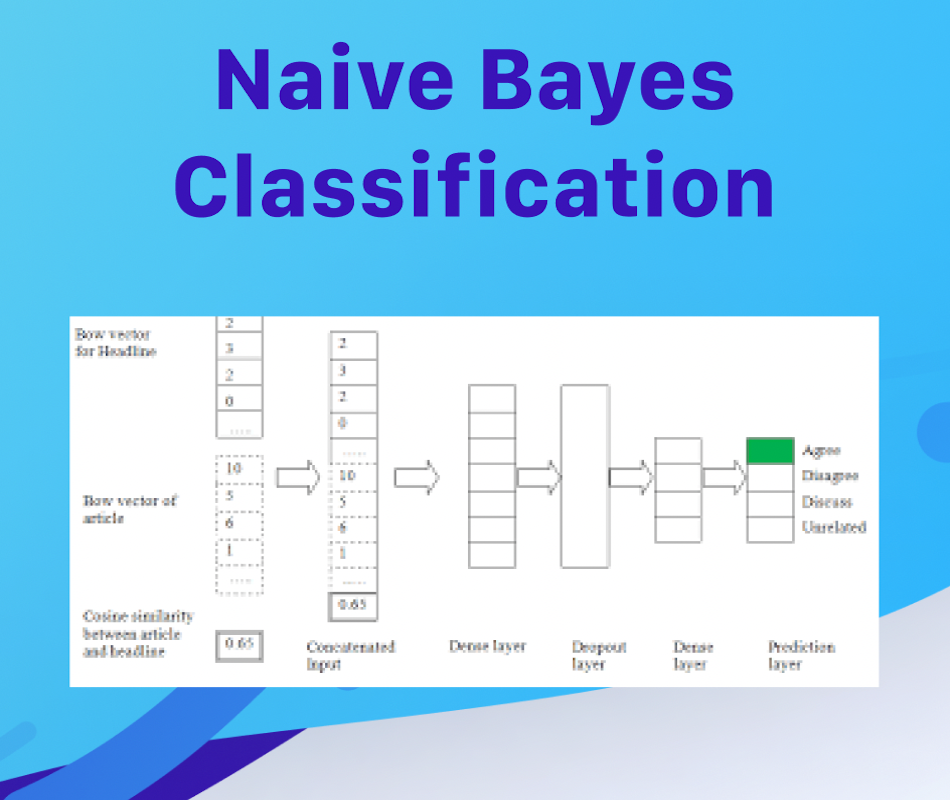 Naive Bayes
Classification
Bow vector
for Headline
2
3
2
0
....
Bow vector of
article
10
5
6
1
....
Cosine similarity
between article
and headline
0.65
2
3
2
0
.....
10
5
6
1
.....
0.65
Concatenated
Input
Dense layer
Dropout
layer
Dense
layer
Agree
Disagree
Discuss
Unrelated
Prediction
layer